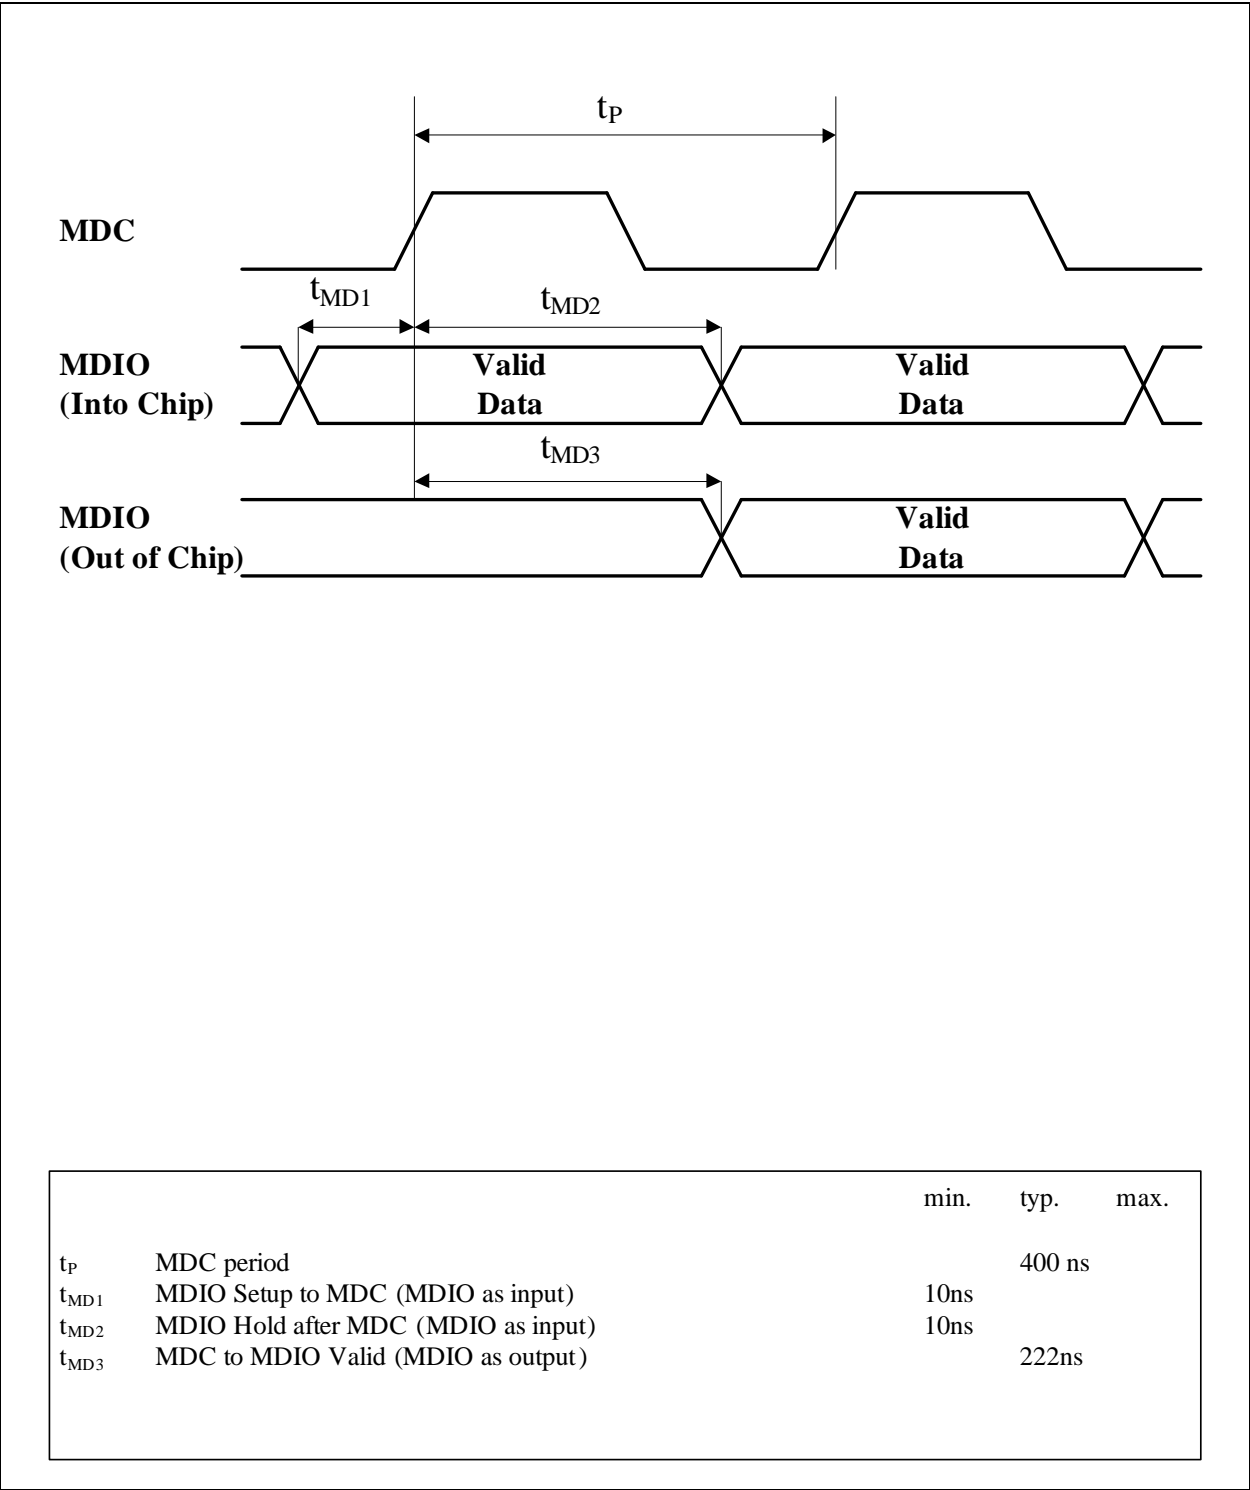 tP
MDC
tMD1 tMD2
MDIO Valid Valid
(Into Chip) Data Data
tMD3
MDIO Valid
(Out of Chip) Data
min. typ. max.
tP MDC period 400 ns
tMD1 MDIO Setup to MDC (MDIO as input) 10ns
tMD2 MDIO Hold after MDC (MDIO as input) 10ns
tMD3 MDC to MDIO Valid (MDIO as output) 222ns